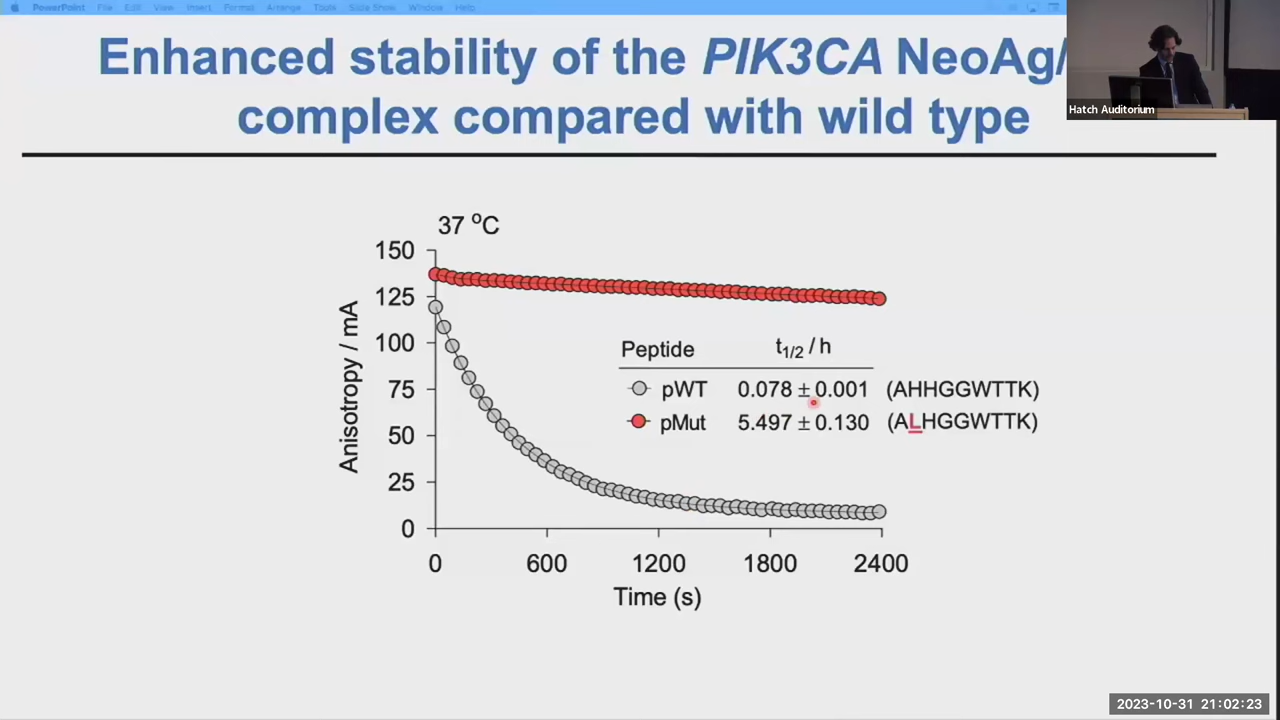 PowerPoint File Edit View Insert Format Arrange Tools Slide Show Window Help
Enhanced stability of the PIK3CA NeoAg/
complex compared with wild type
Hatch Auditorium
37 °C
150
125
100
75
50
25
0
Anisotropy / mA
0 600 1200 1800 2400
Time (s)
Peptide t1/2 / h
pWT 0.078 ± 0.001 (AHHGGWTTK)
pMut 5.497 ± 0.130 (ALHGGWTTK)
2023-10-31 21:02:23